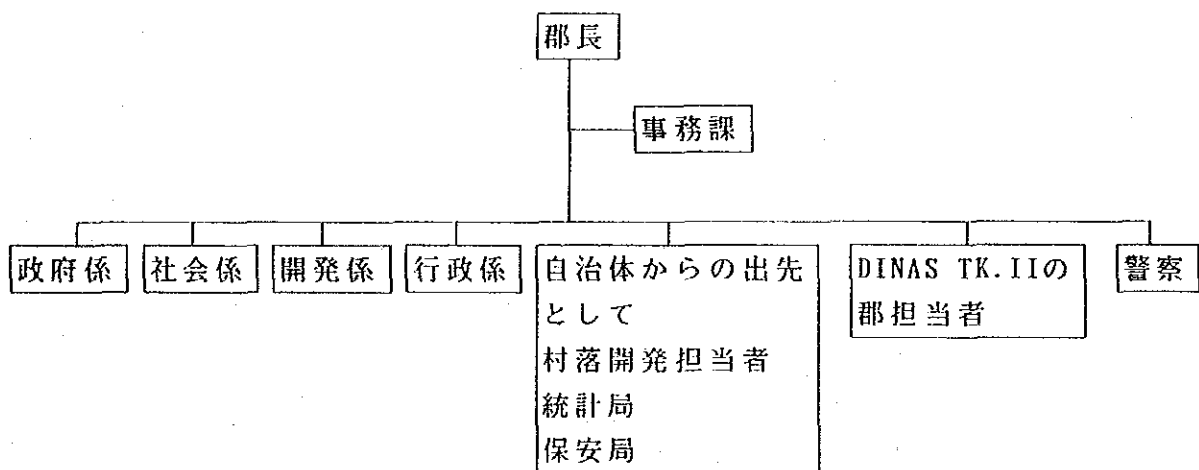 郡長
事務課
政府係
社会係
開発係
行政係
自治体からの出先
として
村落開発担当者
統計局
保安局
DINAS TK.IIの
郡担当者
警察